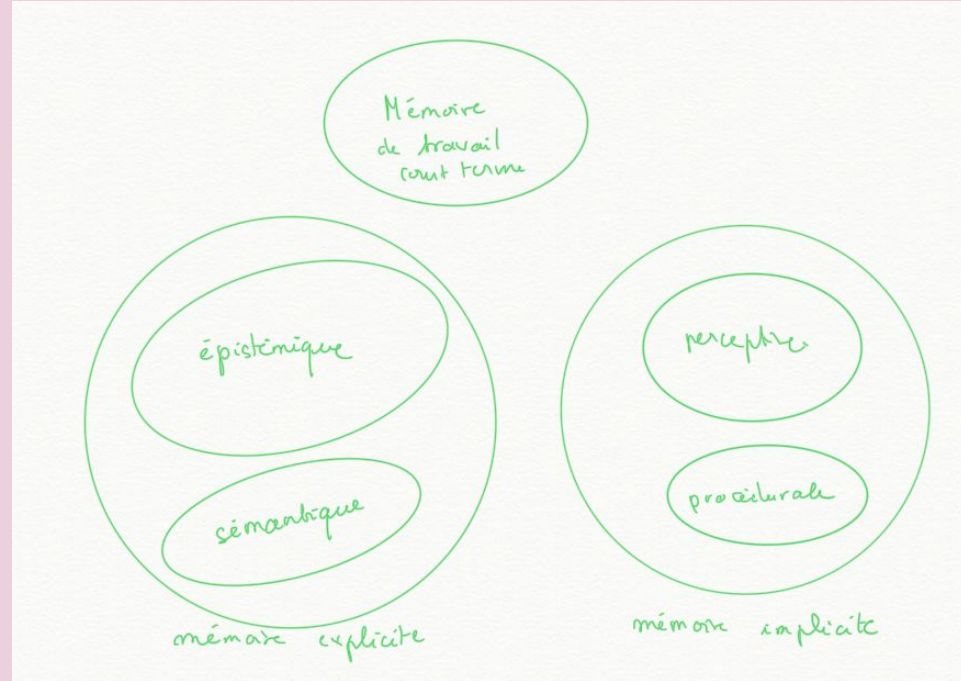 Mémoire
de travail
court terme
épistémique
perceptive
sémantique
procédurale
mémoire explicite
mémoire implicite